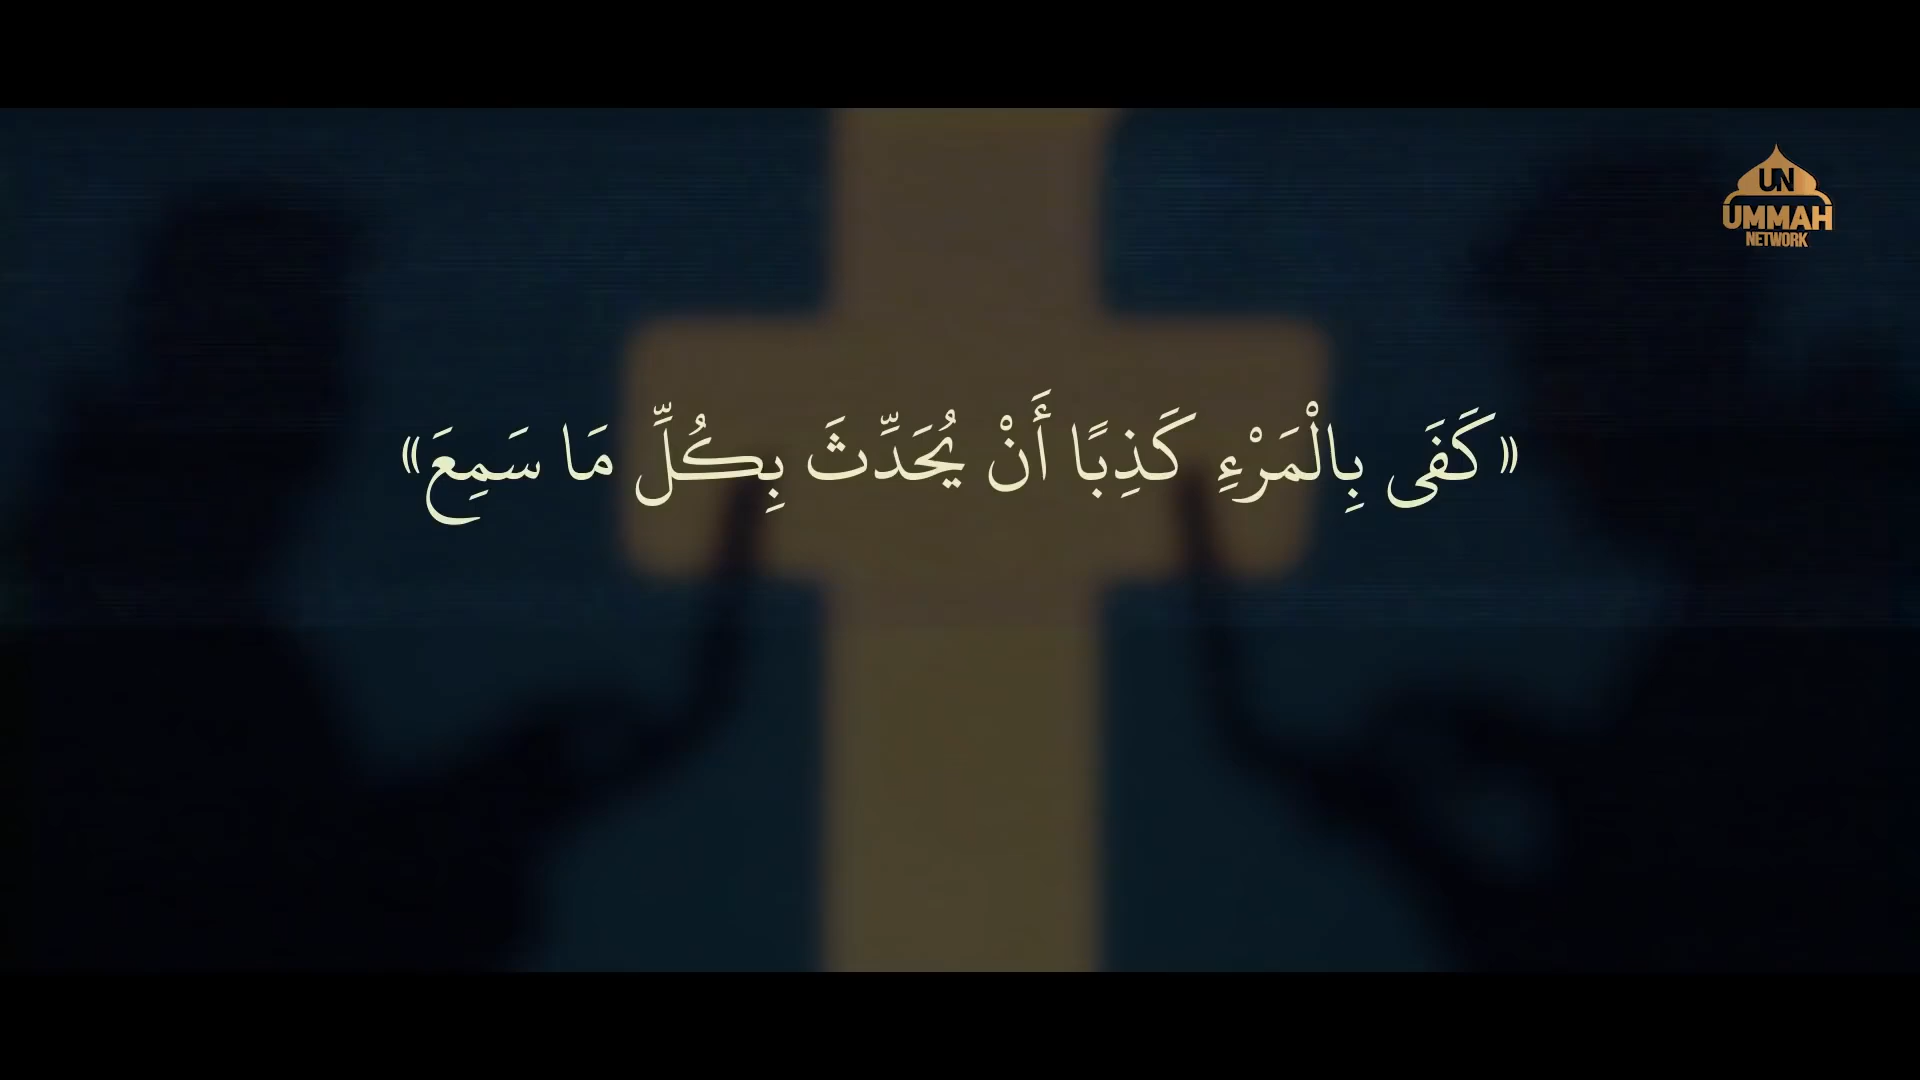 «كَفَى بِالْمَرْءِ كَذِبًا أَنْ يُحَدِّثَ بِكُلِّ مَا سَمِعَ»
UN
UMMAH
NETWORK